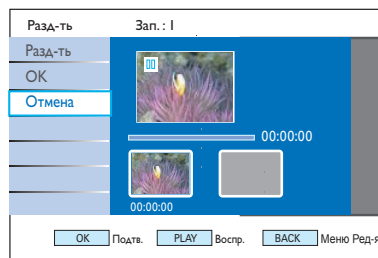 Разд-ть Зап. : 1
Разд-ть
OK
Отмена
00:00:00
00:00:00
OK Подтв. PLAY Воспр. BACK Меню Ред-я